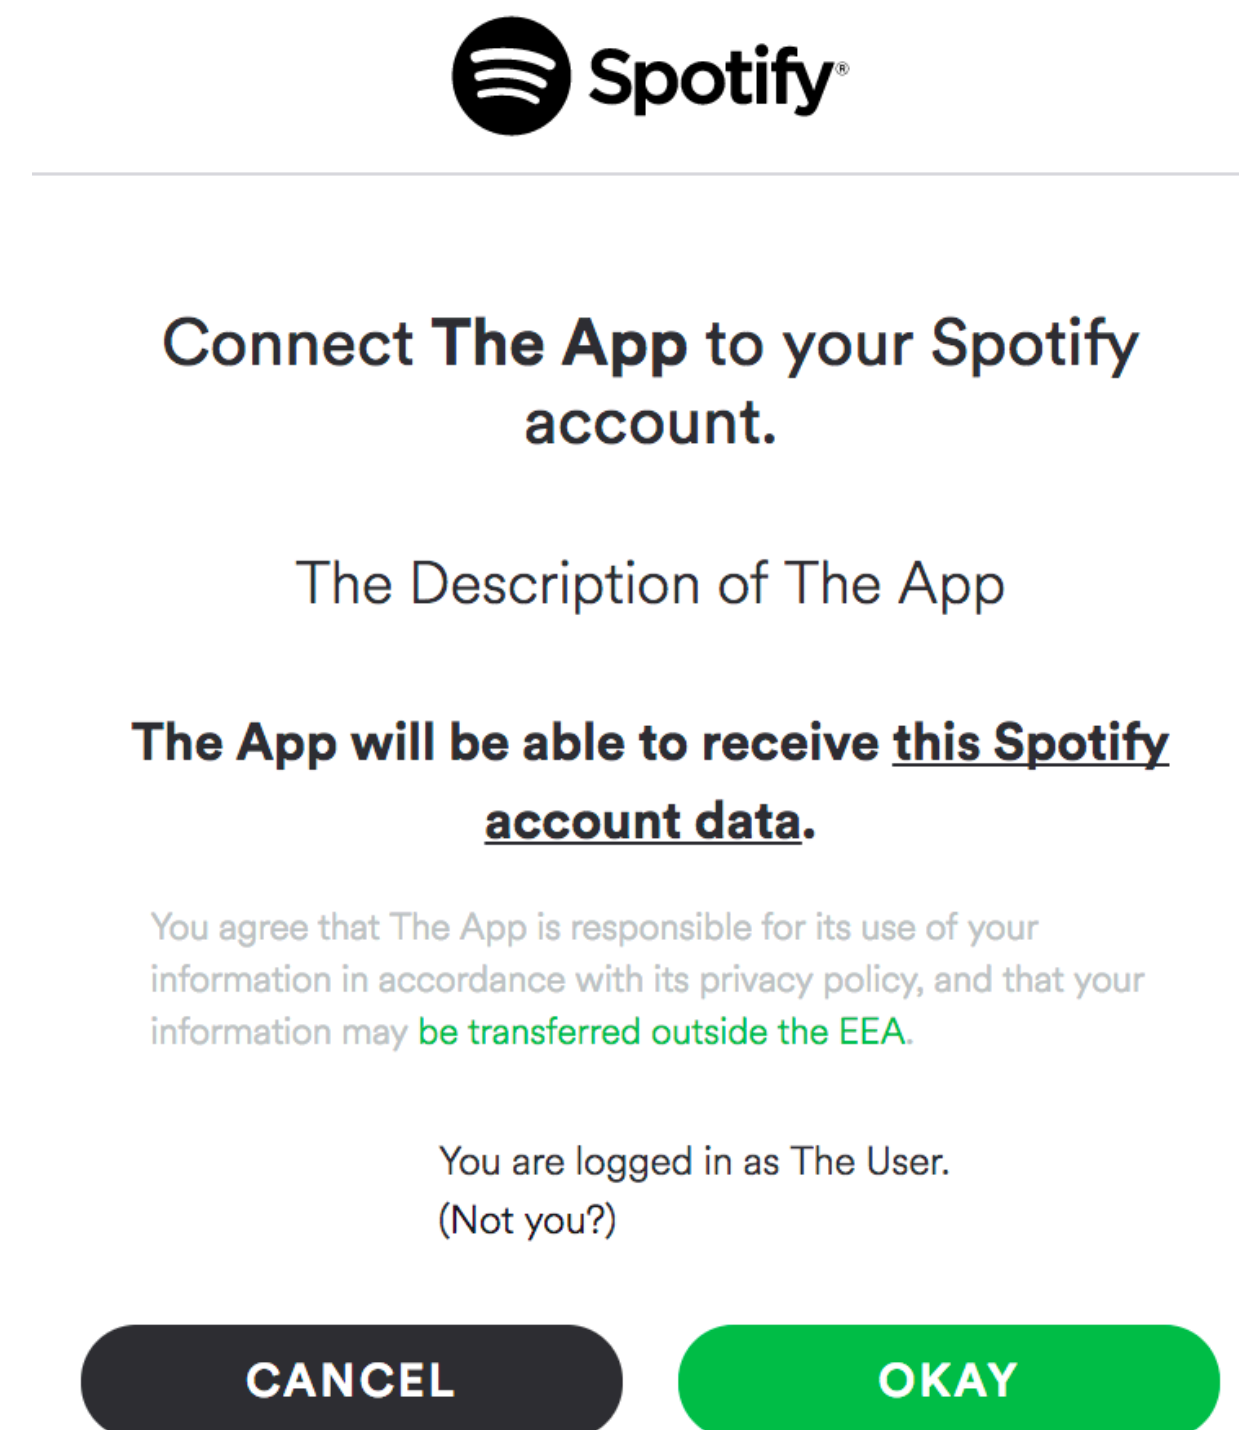 Spotify®
Connect The App to your Spotify
account.
The Description of The App
The App will be able to receive this Spotify
account data.
You agree that The App is responsible for its use of your
information in accordance with its privacy policy, and that your
information may be transferred outside the EEA.
You are logged in as The User.
(Not you?)
CANCEL
OKAY